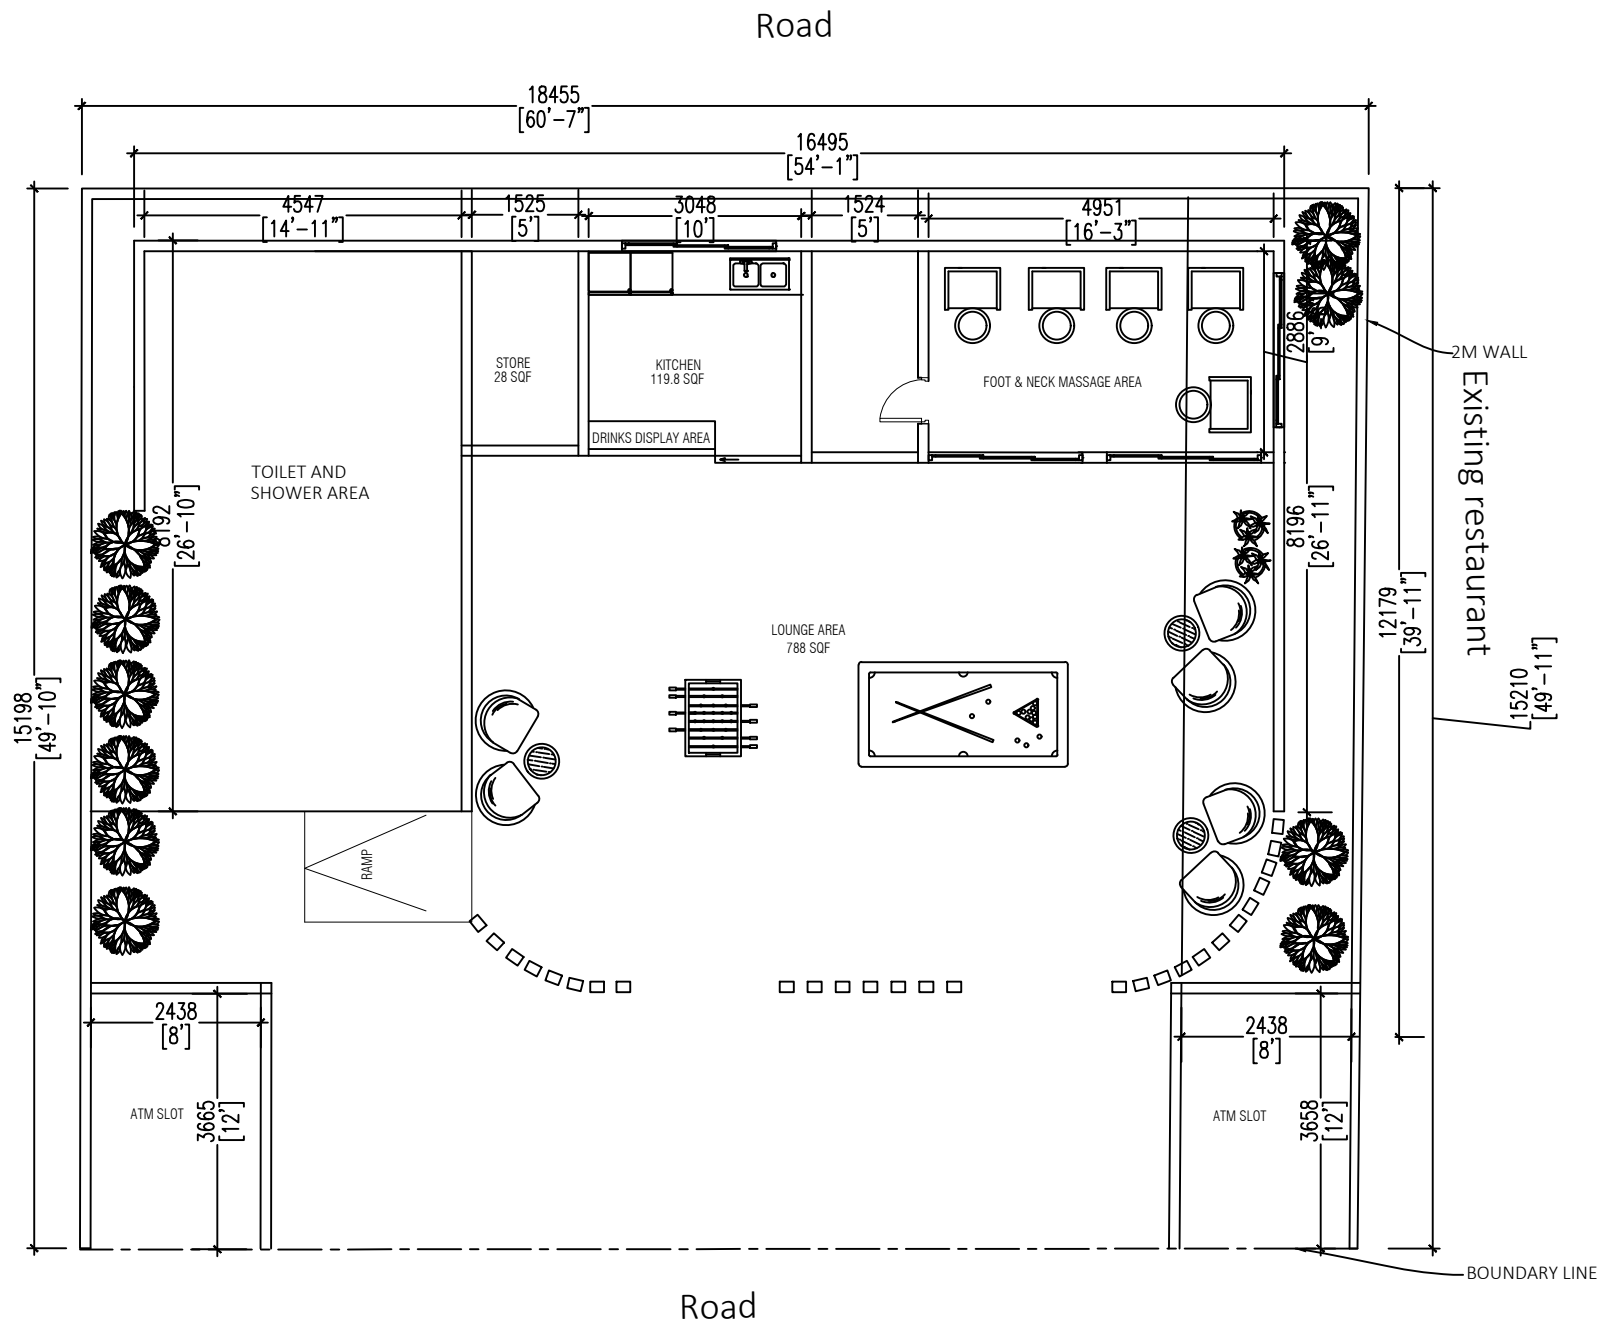 Road
18455
[60'-7"]
16495
[54'-1"]
4547
[14'-11"]
1525
[5']
3048
[10']
1524
[5']
4951
[16'-3"]
2886
[9'
2M WALL
STORE
28 SQF
KITCHEN
119.8 SQF
FOOT & NECK MASSAGE AREA
DRINKS DISPLAY AREA
Existing restaurant
TOILET AND
SHOWER AREA
8192
[26'-10"]
8196
[26'-11"]
12179
[39'-11"]
LOUNGE AREA
788 SQF
15198
[49'-10"]
15210
[49'-11"]
RAMP
2438
[8']
2438
[8']
ATM SLOT
3665
[12']
ATM SLOT
3658
[12']
BOUNDARY LINE
Road